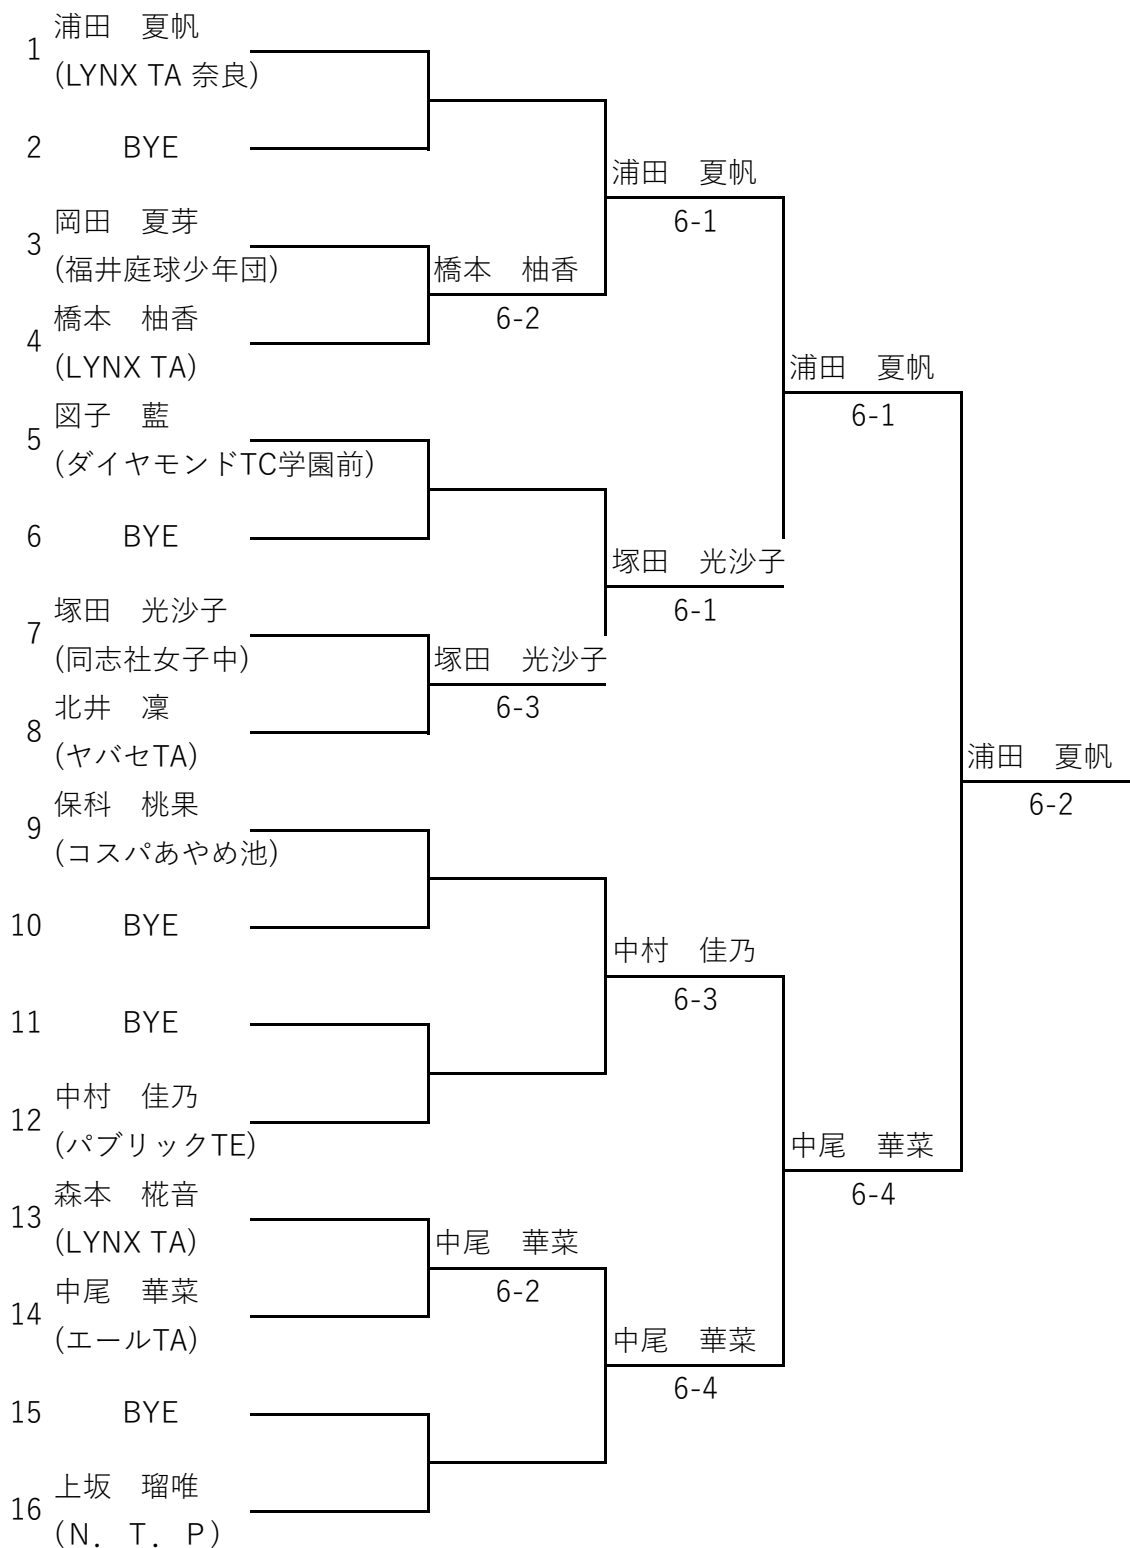 浦田　夏帆
1
(LYNX TA 奈良)
2 BYE
岡田　夏芽
3
(福井庭球少年団)
橋本　柚香
4
(LYNX TA)
図子　藍
5
(ダイヤモンドTC学園前)
6 BYE
塚田　光沙子
7
(同志社女子中)
北井　凜
8
(ヤバセTA)
保科　桃果
9
(コスパあやめ池)
10 BYE
11 BYE
中村　佳乃
12
(パブリックTE)
森本　椛音
13
(LYNX TA)
中尾　華菜
14
(エールTA)
15 BYE
上坂　瑠唯
16
(Ｎ．Ｔ．Ｐ)
橋本　柚香
6-2
塚田　光沙子
6-3
中尾　華菜
6-2
浦田　夏帆
6-1
塚田　光沙子
6-1
中村　佳乃
6-3
中尾　華菜
6-4
浦田　夏帆
6-1
中尾　華菜
6-4
浦田　夏帆
6-2